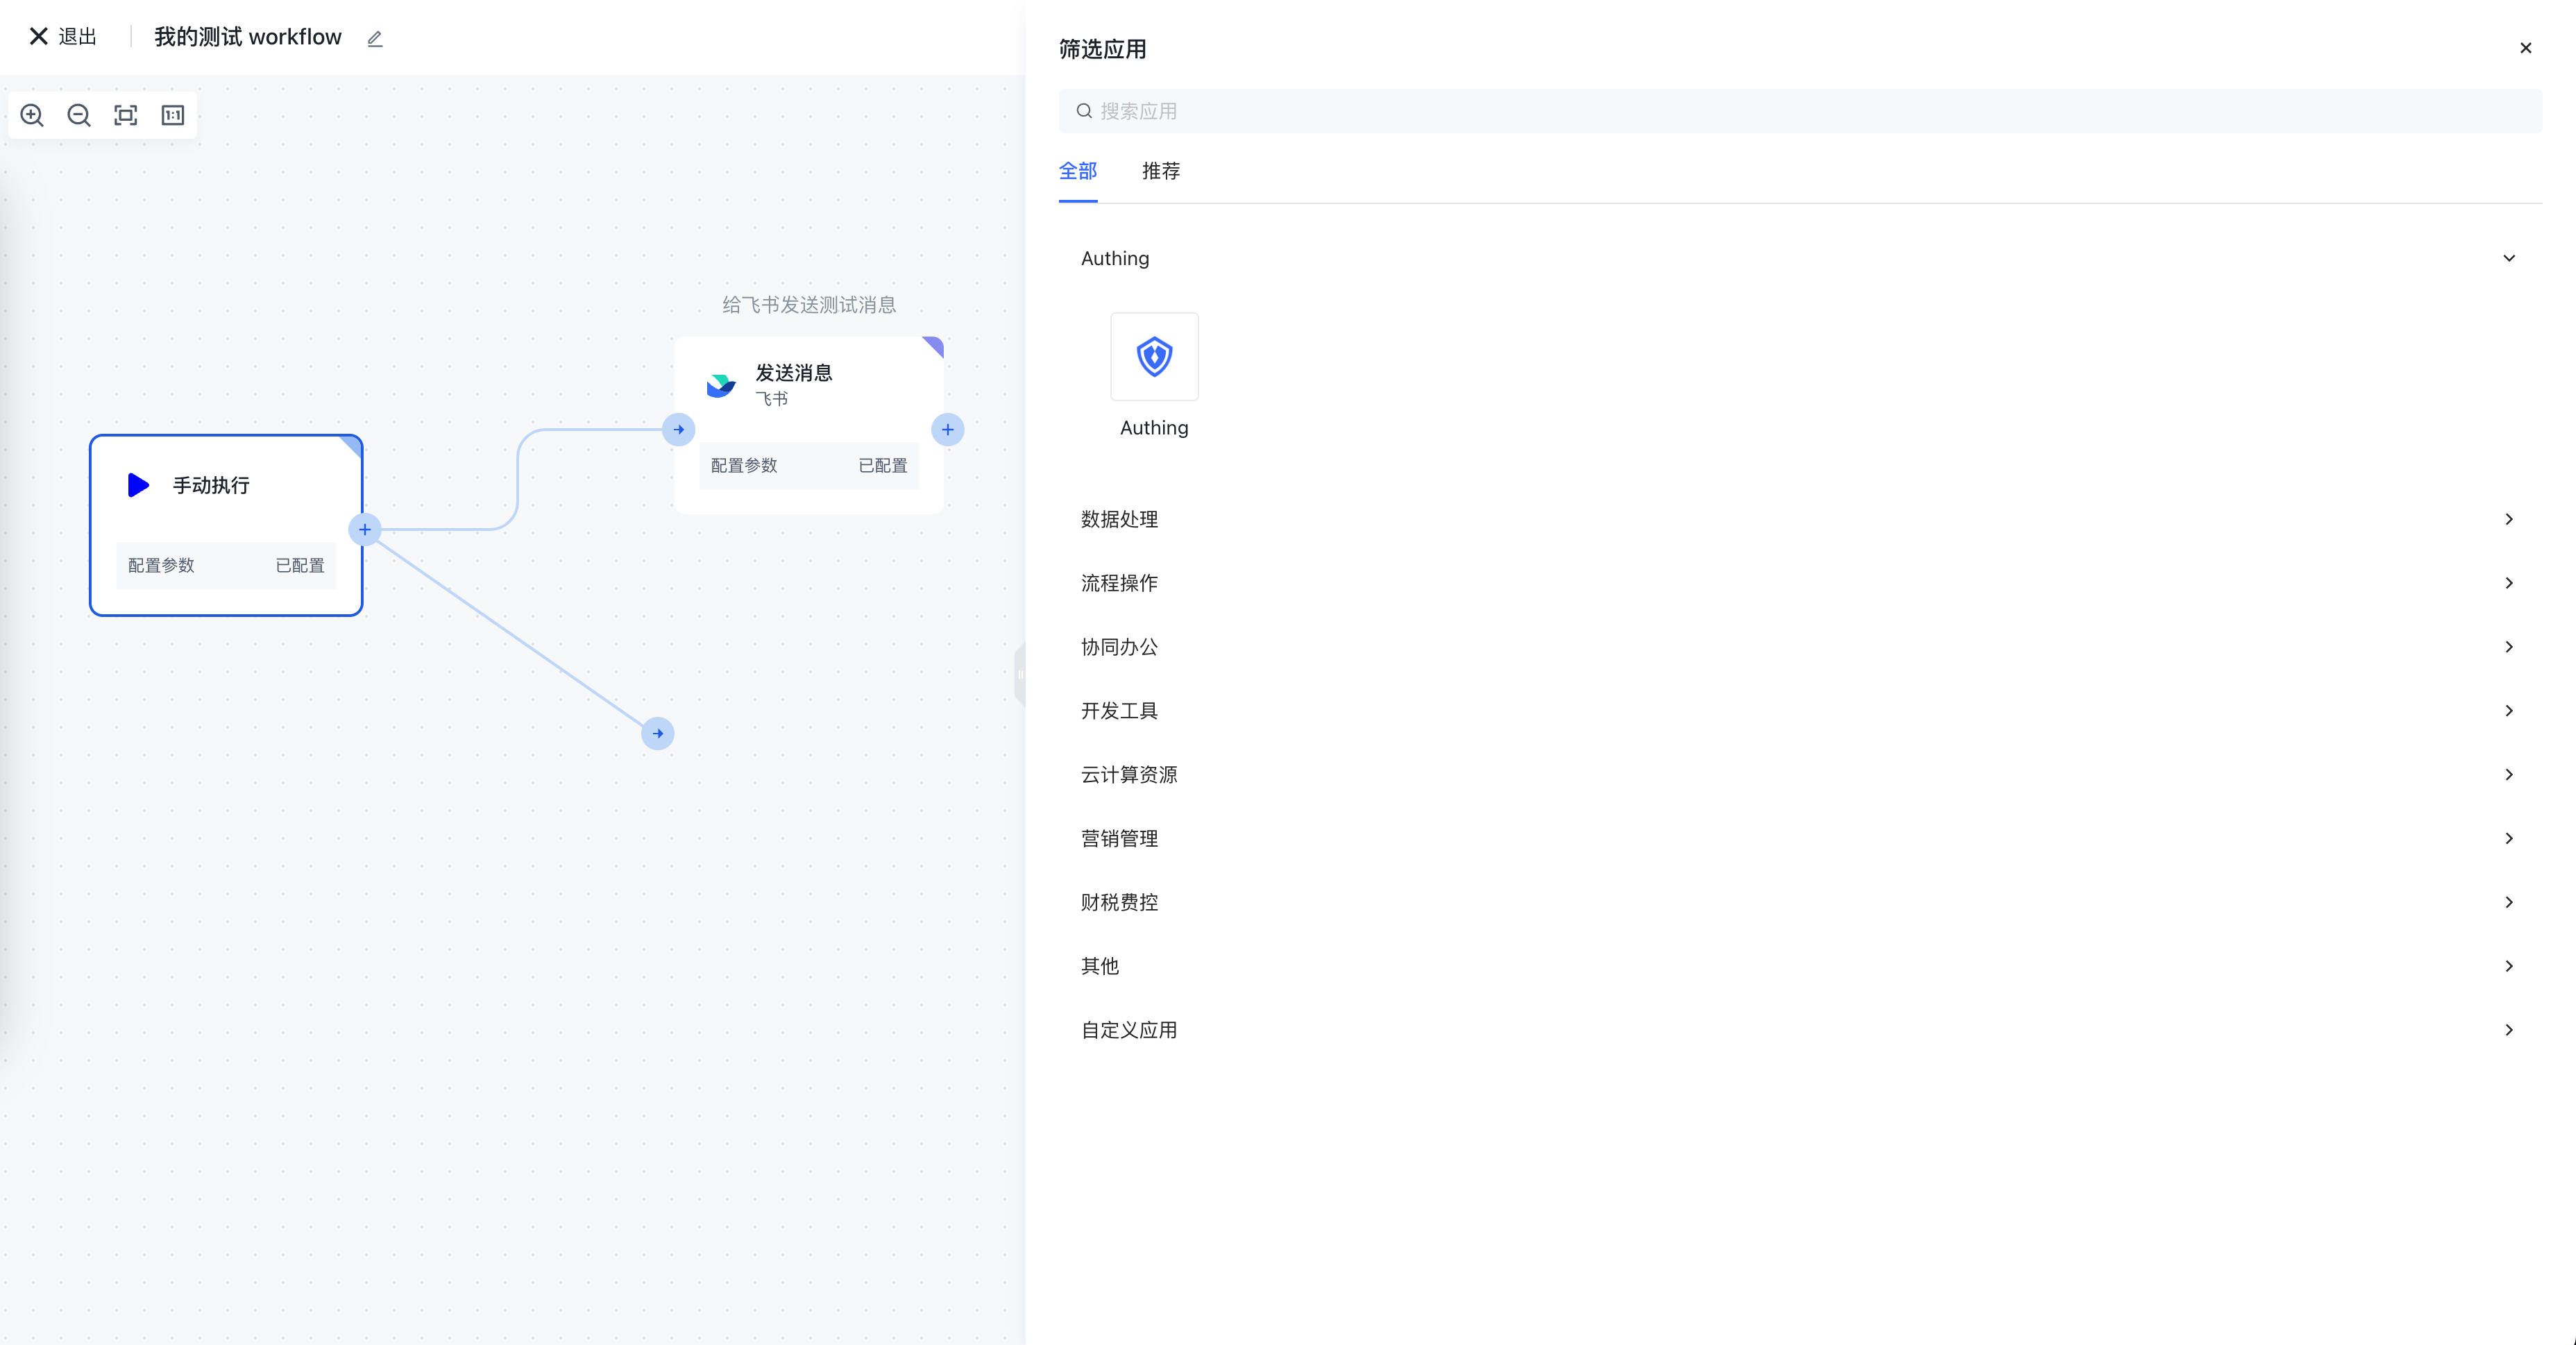 退出
我的测试 workflow
1:1
给飞书发送测试消息
发送消息
飞书
配置参数 已配置
手动执行
配置参数 已配置
筛选应用
搜索应用
全部 推荐
Authing
Authing
数据处理
流程操作
协同办公
开发工具
云计算资源
营销管理
财税费控
其他
自定义应用